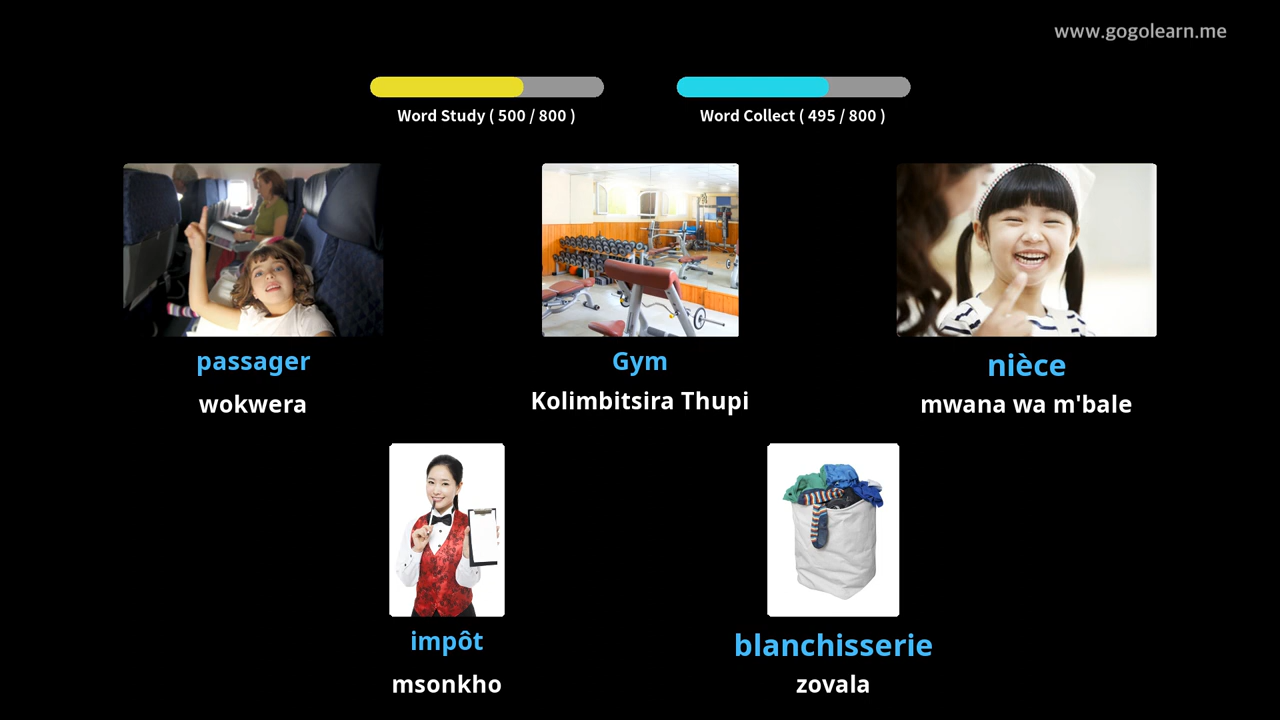 www.gogolearn.me
Word Study ( 500 / 800 )
Word Collect ( 495 / 800 )
passager
wokwera
Gym
Kolimbitsira Thupi
nièce
mwana wa m'bale
impôt
msonkho
blanchisserie
zovala